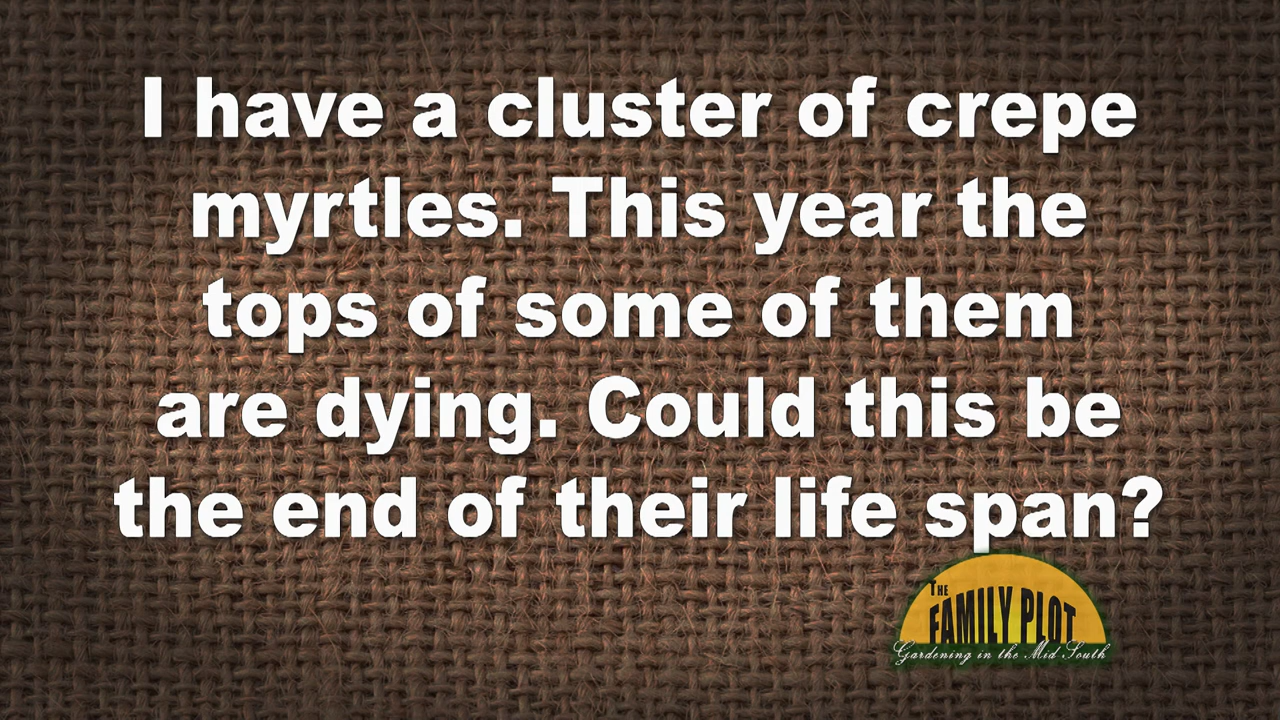 I have a cluster of crepe
myrtles. This year the
tops of some of them
are dying. Could this be
the end of their life span?
THE
FAMILY PLOT
Gardening in the Mid South